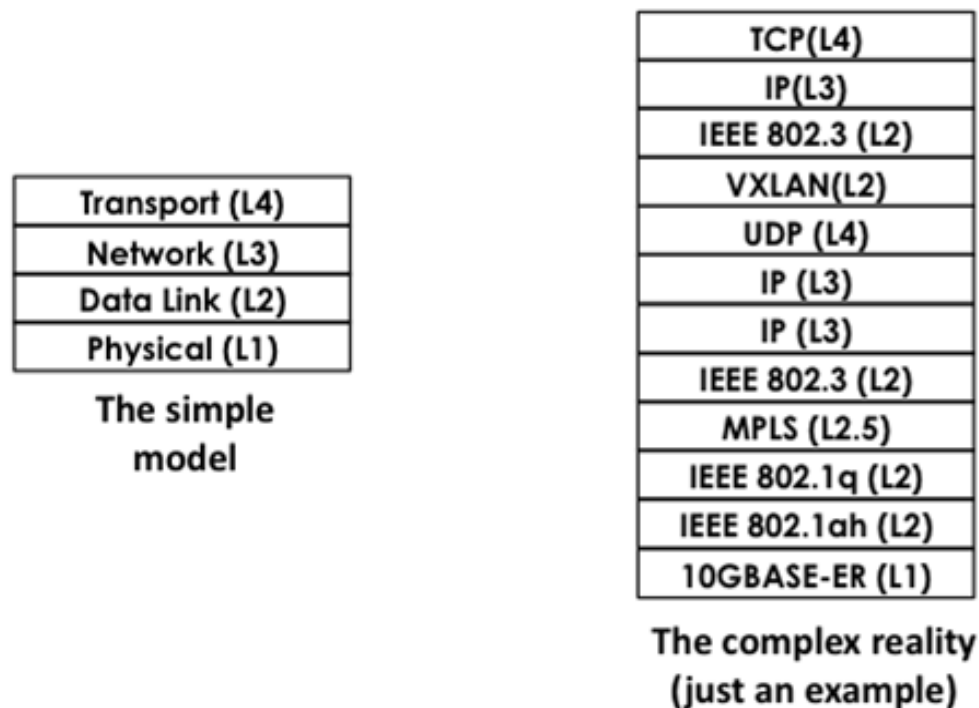 Transport (L4)
Network (L3)
Data Link (L2)
Physical (L1)
The simple
model
TCP(L4)
IP(L3)
IEEE 802.3 (L2)
VXLAN(L2)
UDP (L4)
IP (L3)
IP (L3)
IEEE 802.3 (L2)
MPLS (L2.5)
IEEE 802.1q (L2)
IEEE 802.1ah (L2)
10GBASE-ER (L1)
The complex reality
(just an example)